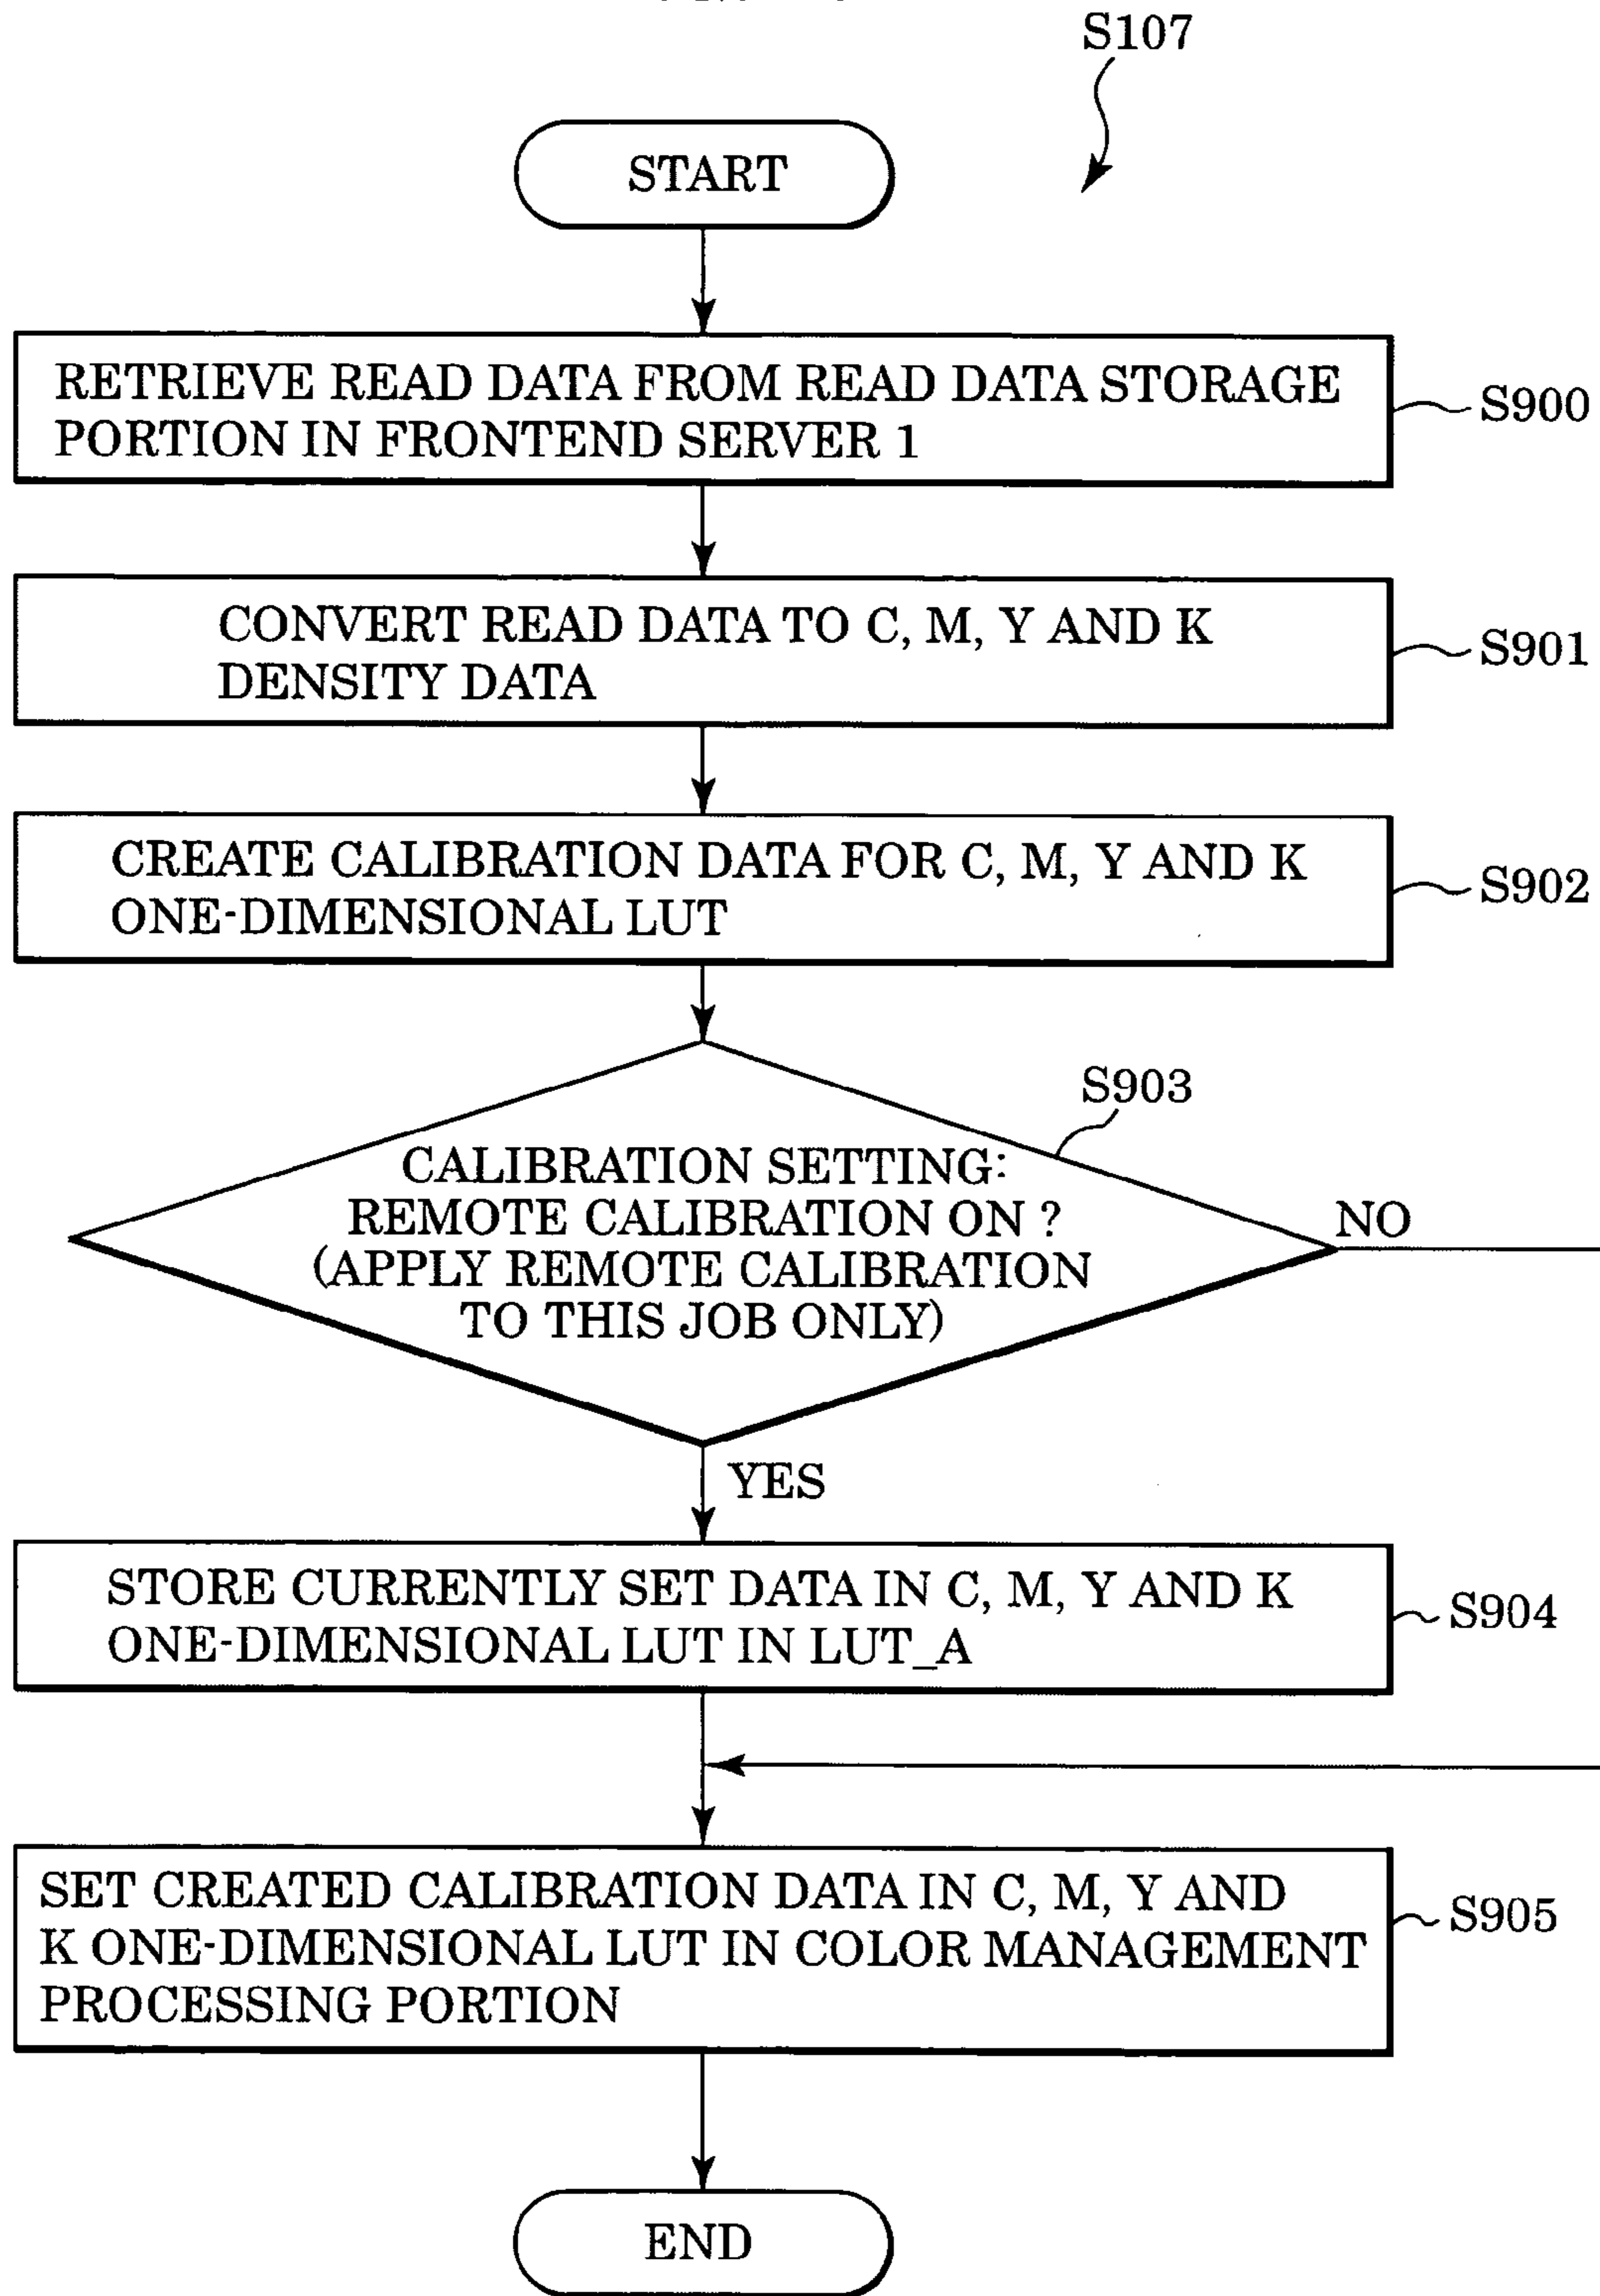 S107
START
RETRIEVE READ DATA FROM READ DATA STORAGE
PORTION IN FRONTEND SERVER 1
S900
CONVERT READ DATA TO C, M, Y AND K
DENSITY DATA
S901
CREATE CALIBRATION DATA FOR C, M, Y AND K
ONE-DIMENSIONAL LUT
S902
S903
CALIBRATION SETTING:
REMOTE CALIBRATION ON ?
(APPLY REMOTE CALIBRATION
TO THIS JOB ONLY)
NO
YES
STORE CURRENTLY SET DATA IN C, M, Y AND K
ONE-DIMENSIONAL LUT IN LUT_A
S904
SET CREATED CALIBRATION DATA IN C, M, Y AND
K ONE-DIMENSIONAL LUT IN COLOR MANAGEMENT
PROCESSING PORTION
S905
END